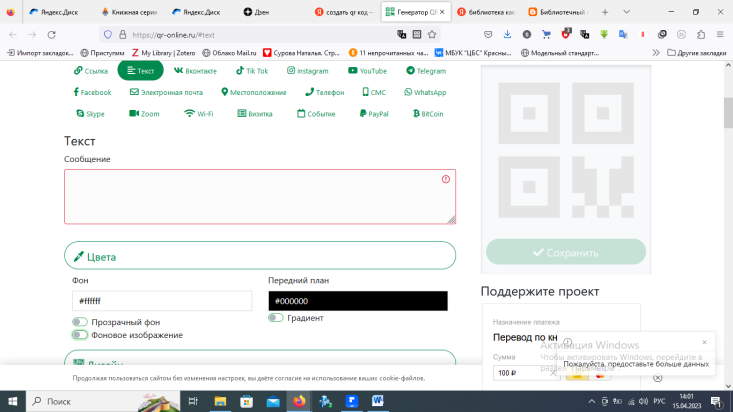 Яндекс.Диск
Книжная серия
Яндекс.Диск
Дзен
создать qr код —
Генератор QR
библиотека как
Библиотечный
https://qr-online.ru/#text
Импорт закладок...
Приступим
My Library | Zotero
Облако Mail.ru
Сурова Наталья. Стр...
11 непрочитанных ча...
МБУК "ЦБС" Красны...
Модельный стандарт...
Другие закладки
Ссылка
Текст
Вконтакте
Tik Tok
Instagram
YouTube
Telegram
Facebook
Электронная почта
Местоположение
Телефон
СМС
WhatsApp
Skype
Zoom
Wi-Fi
Визитка
Событие
PayPal
BitCoin
Текст
Сообщение
Цвета
Фон
Передний план
#ffffff
#000000
Прозрачный фон
Градиент
Фоновое изображение
Дизайн
Сохранить
Поддержите проект
Назначение платежа
Перевод по кн
Сумма
100 ₽
Активация Windows
Чтобы активировать Windows, перейдите в
раздел "Параметры".
Пожалуйста, предоставьте больше данных
Продолжая пользоваться сайтом без изменения настроек, вы даёте согласие на использование ваших cookie-файлов.
Поиск
РУС
14:01
15.04.2023